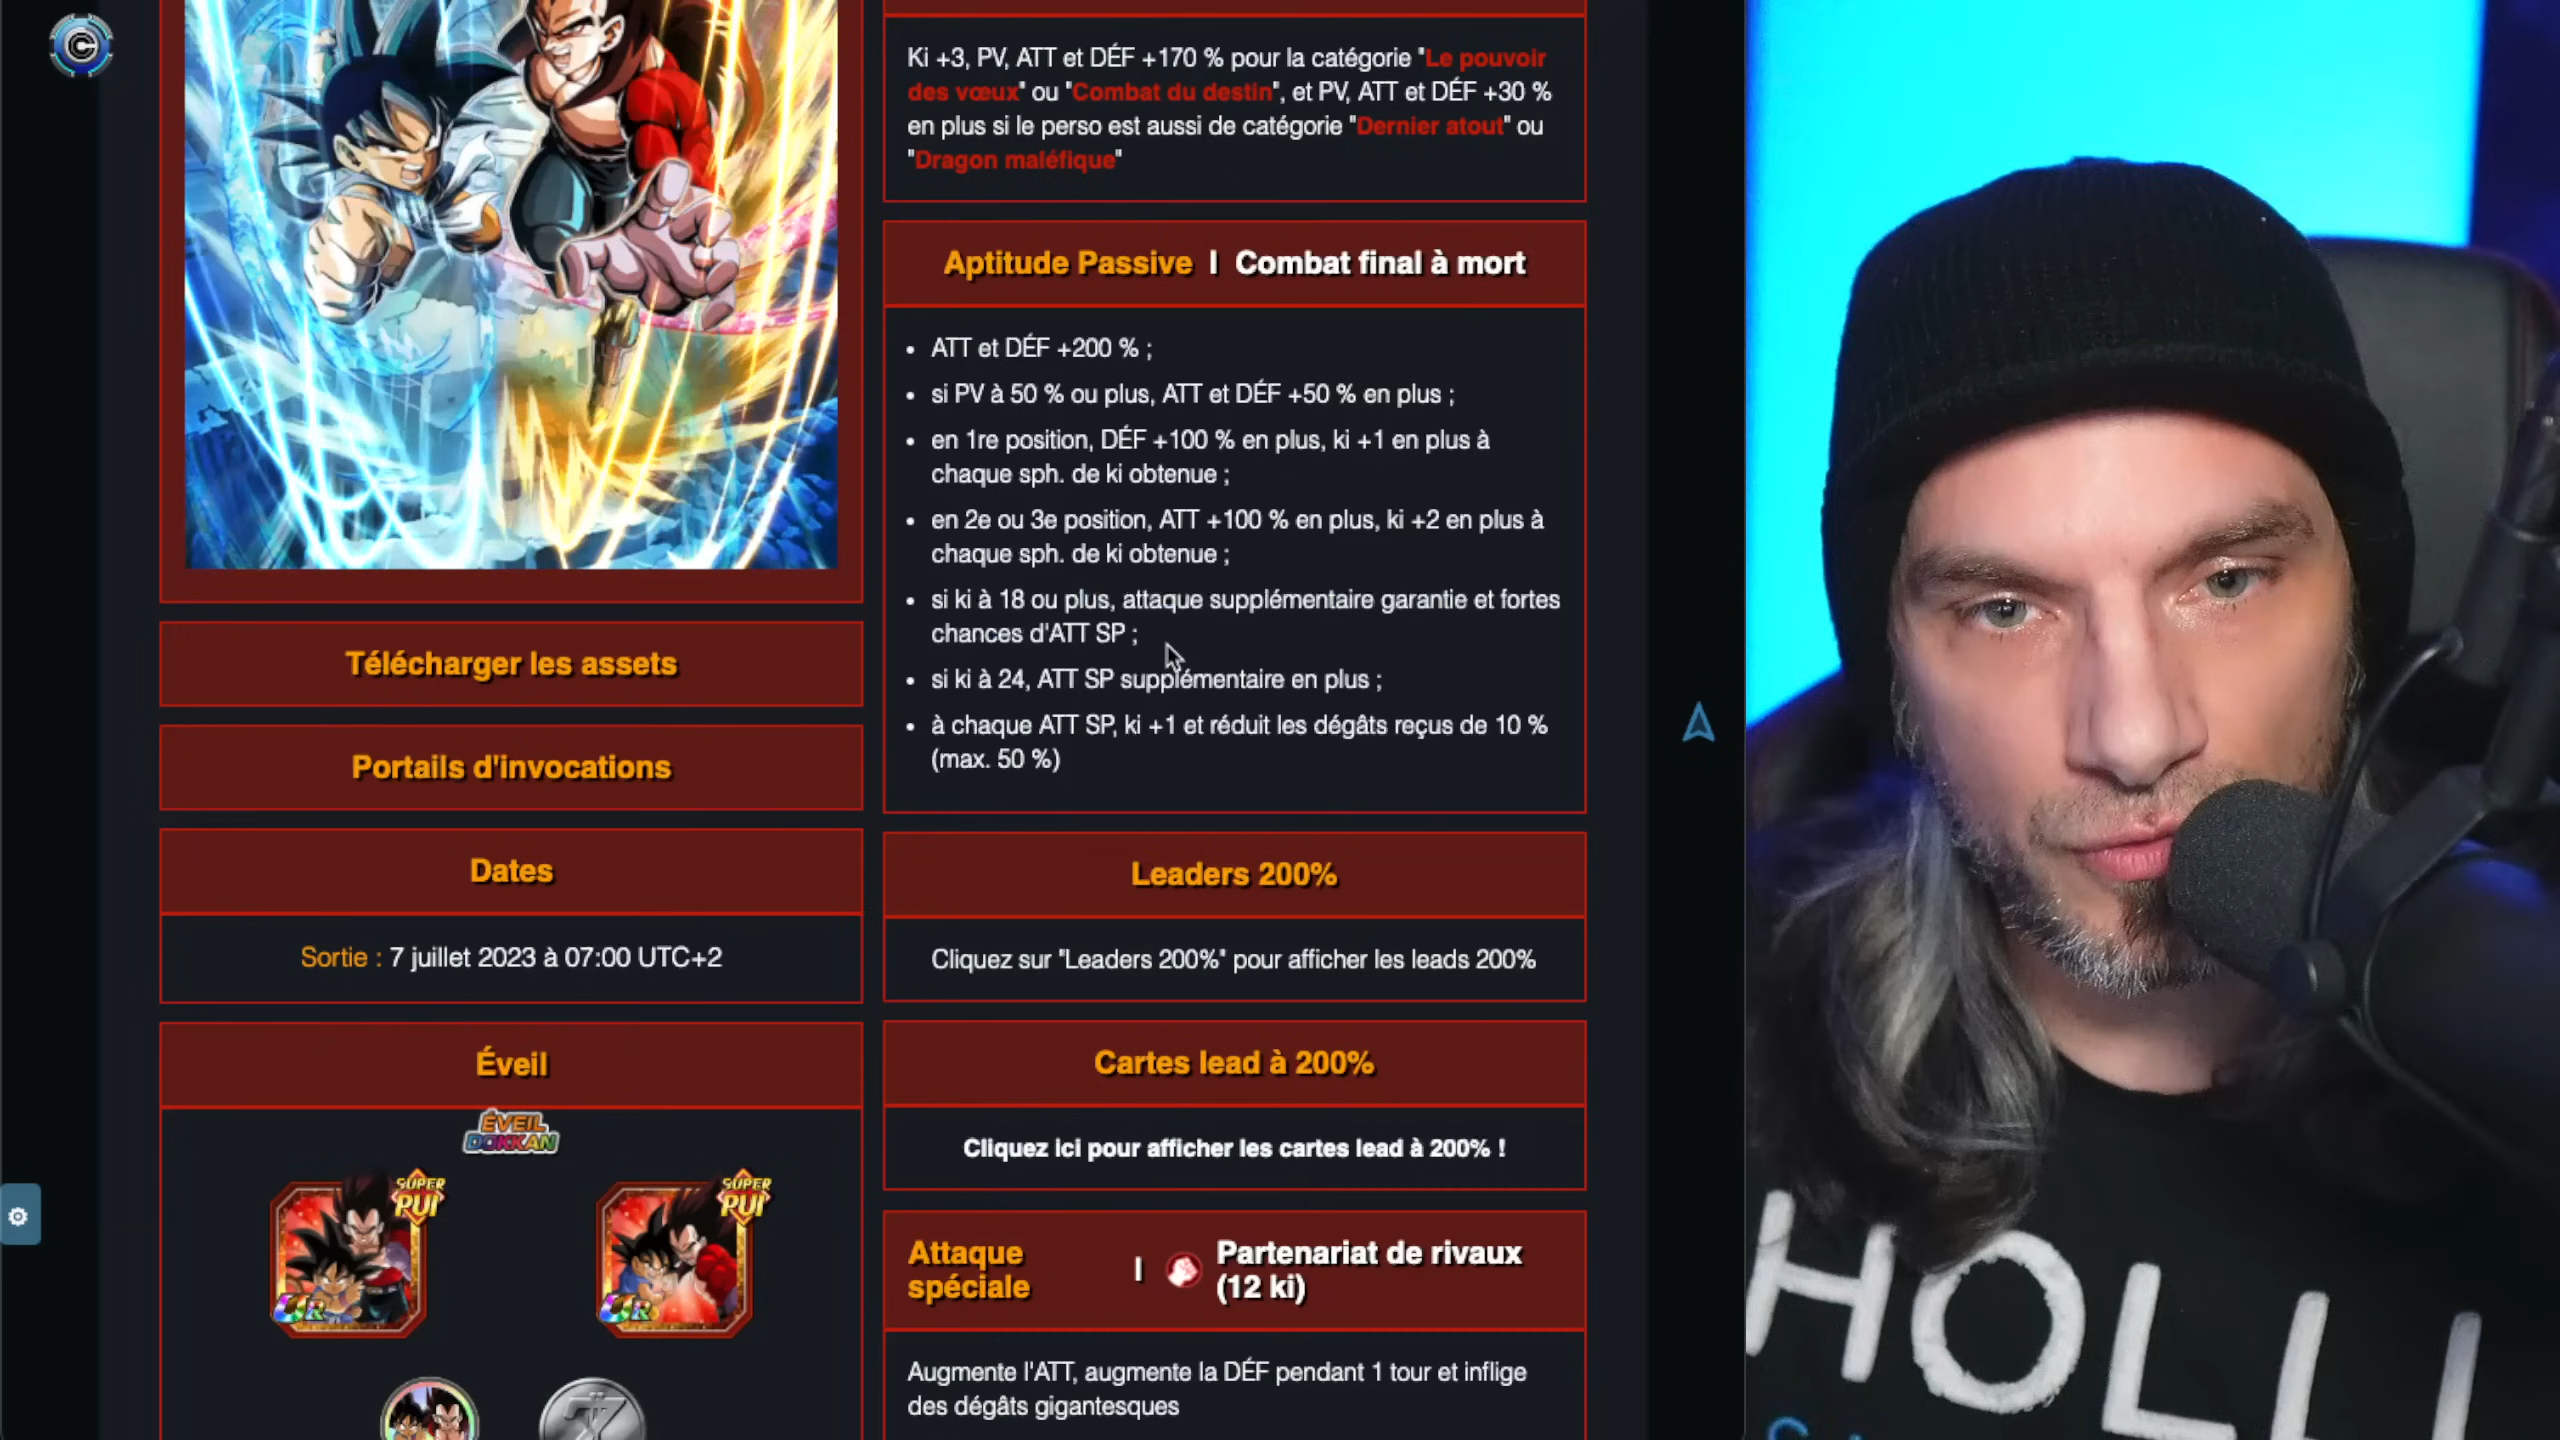 Ki +3, PV, ATT et DÉF +170 % pour la catégorie "Le pouvoir
des vœux" ou "Combat du destin", et PV, ATT et DÉF +30 %
en plus si le perso est aussi de catégorie "Dernier atout" ou
"Dragon maléfique"
Aptitude Passive | Combat final à mort
• ATT et DÉF +200 % ;
• si PV à 50 % ou plus, ATT et DÉF +50 % en plus ;
• en 1re position, DÉF +100 % en plus, ki +1 en plus à
chaque sph. de ki obtenue ;
• en 2e ou 3e position, ATT +100 % en plus, ki +2 en plus à
chaque sph. de ki obtenue ;
• si ki à 18 ou plus, attaque supplémentaire garantie et fortes
chances d'ATT SP ;
• si ki à 24, ATT SP supplémentaire en plus ;
• à chaque ATT SP, ki +1 et réduit les dégâts reçus de 10 %
(max. 50 %)
Télécharger les assets
Portails d'invocations
Dates
Sortie : 7 juillet 2023 à 07:00 UTC+2
Éveil
ÉVEIL
DOKKAN
SÚPER
PUI
UR
SÚPER
PUI
UR
Z
Leaders 200%
Cliquez sur "Leaders 200%" pour afficher les leads 200%
Cartes lead à 200%
Cliquez ici pour afficher les cartes lead à 200% !
Attaque
spéciale
| Partenariat de rivaux
(12 ki)
Augmente l'ATT, augmente la DÉF pendant 1 tour et inflige
des dégâts gigantesques
HOLL